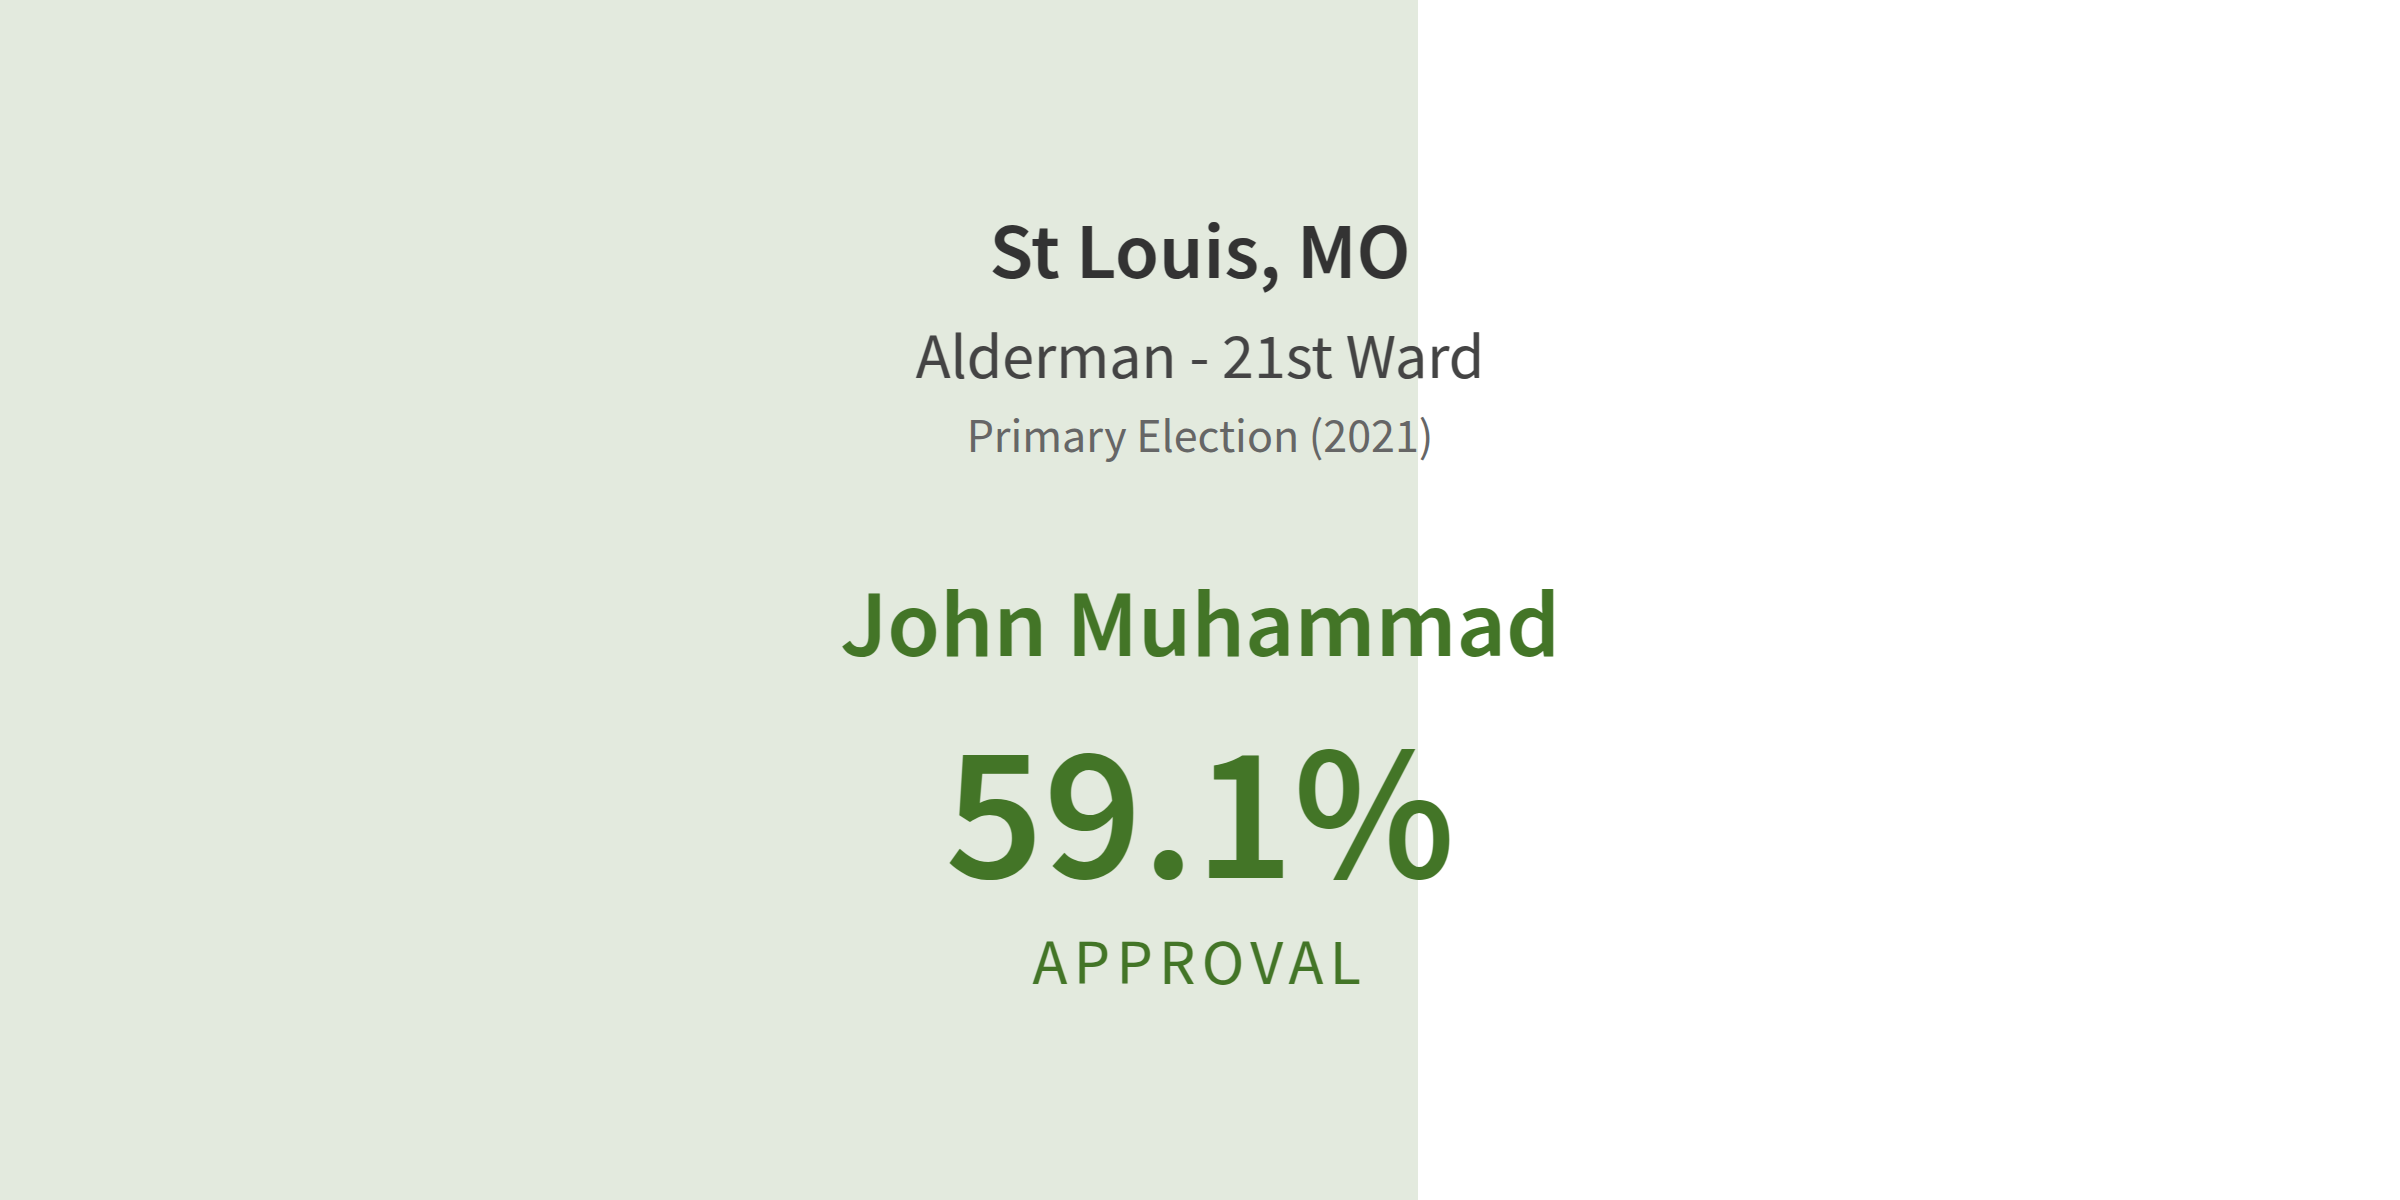 St Louis, MO
Alderman - 21st Ward
Primary Election (2021)
John Muhammad
59.1%
APPROVAL